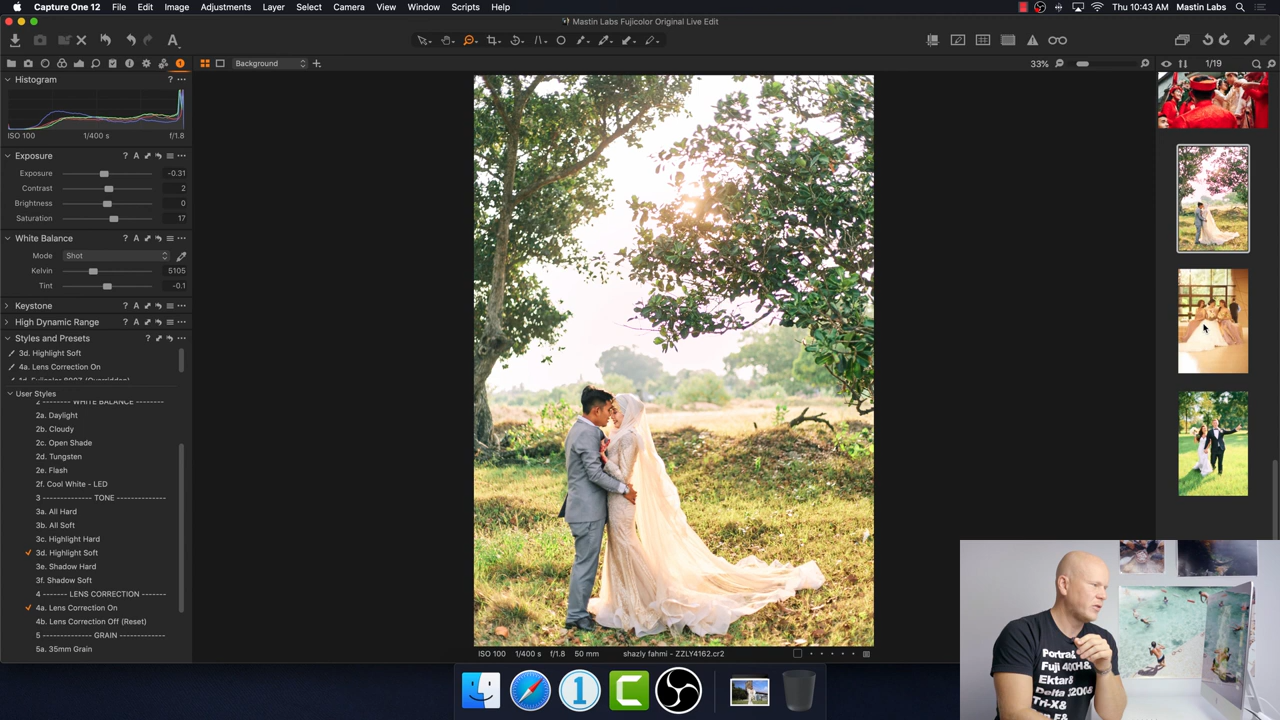 Capture One 12 File Edit Image Adjustments Layer Select Camera View Window Scripts Help Thu 10:43 AM Mastin Labs
Mastin Labs Fujicolor Original Live Edit
Background 33% 1/19
Histogram
ISO 100 1/400 s f/1.8
Exposure
Exposure -0.31
Contrast 2
Brightness 0
Saturation 17
White Balance
Mode Shot
Kelvin 5105
Tint -0.1
Keystone
High Dynamic Range
Styles and Presets
3d. Highlight Soft
4a. Lens Correction On
User Styles
2 -------- WHITE BALANCE --------
2a. Daylight
2b. Cloudy
2c. Open Shade
2d. Tungsten
2e. Flash
2f. Cool White - LED
3 -------------- TONE --------------
3a. All Hard
3b. All Soft
3c. Highlight Hard
3d. Highlight Soft
3e. Shadow Hard
3f. Shadow Soft
4 ------- LENS CORRECTION -------
4a. Lens Correction On
4b. Lens Correction Off (Reset)
5 -------------- GRAIN --------------
5a. 35mm Grain
ISO 100 1/400 s f/1.8 50 mm shazly fahmi - ZZLY4162.cr2
Portra&
Fuji 400H&
Ektar&
Delta 3200&
Tri-X&